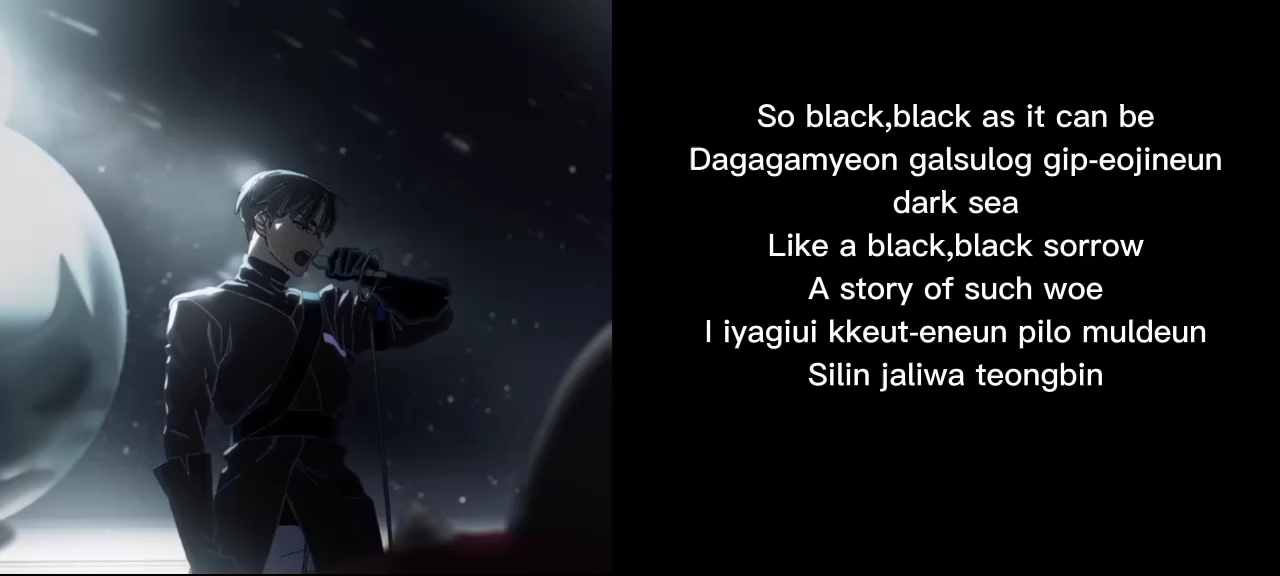 So black,black as it can be
Dagagamyeon galsulog gip-eojineun
dark sea
Like a black,black sorrow
A story of such woe
I iyagiui kkeut-eneun pilo muldeun
Silin jaliwa teongbin